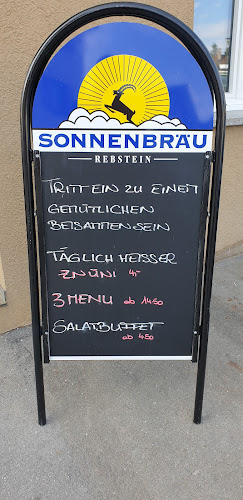 SONNENBRÄU
REBSTEIN
TRITT EIN ZU EINEM
GEMÜTLICHEN
BEISAMMENSEIN
TÄGLICH HEISSER
ZNÜNI 4.-
3 MENU ab 14.50
SALATBUFFET
ab 4.50